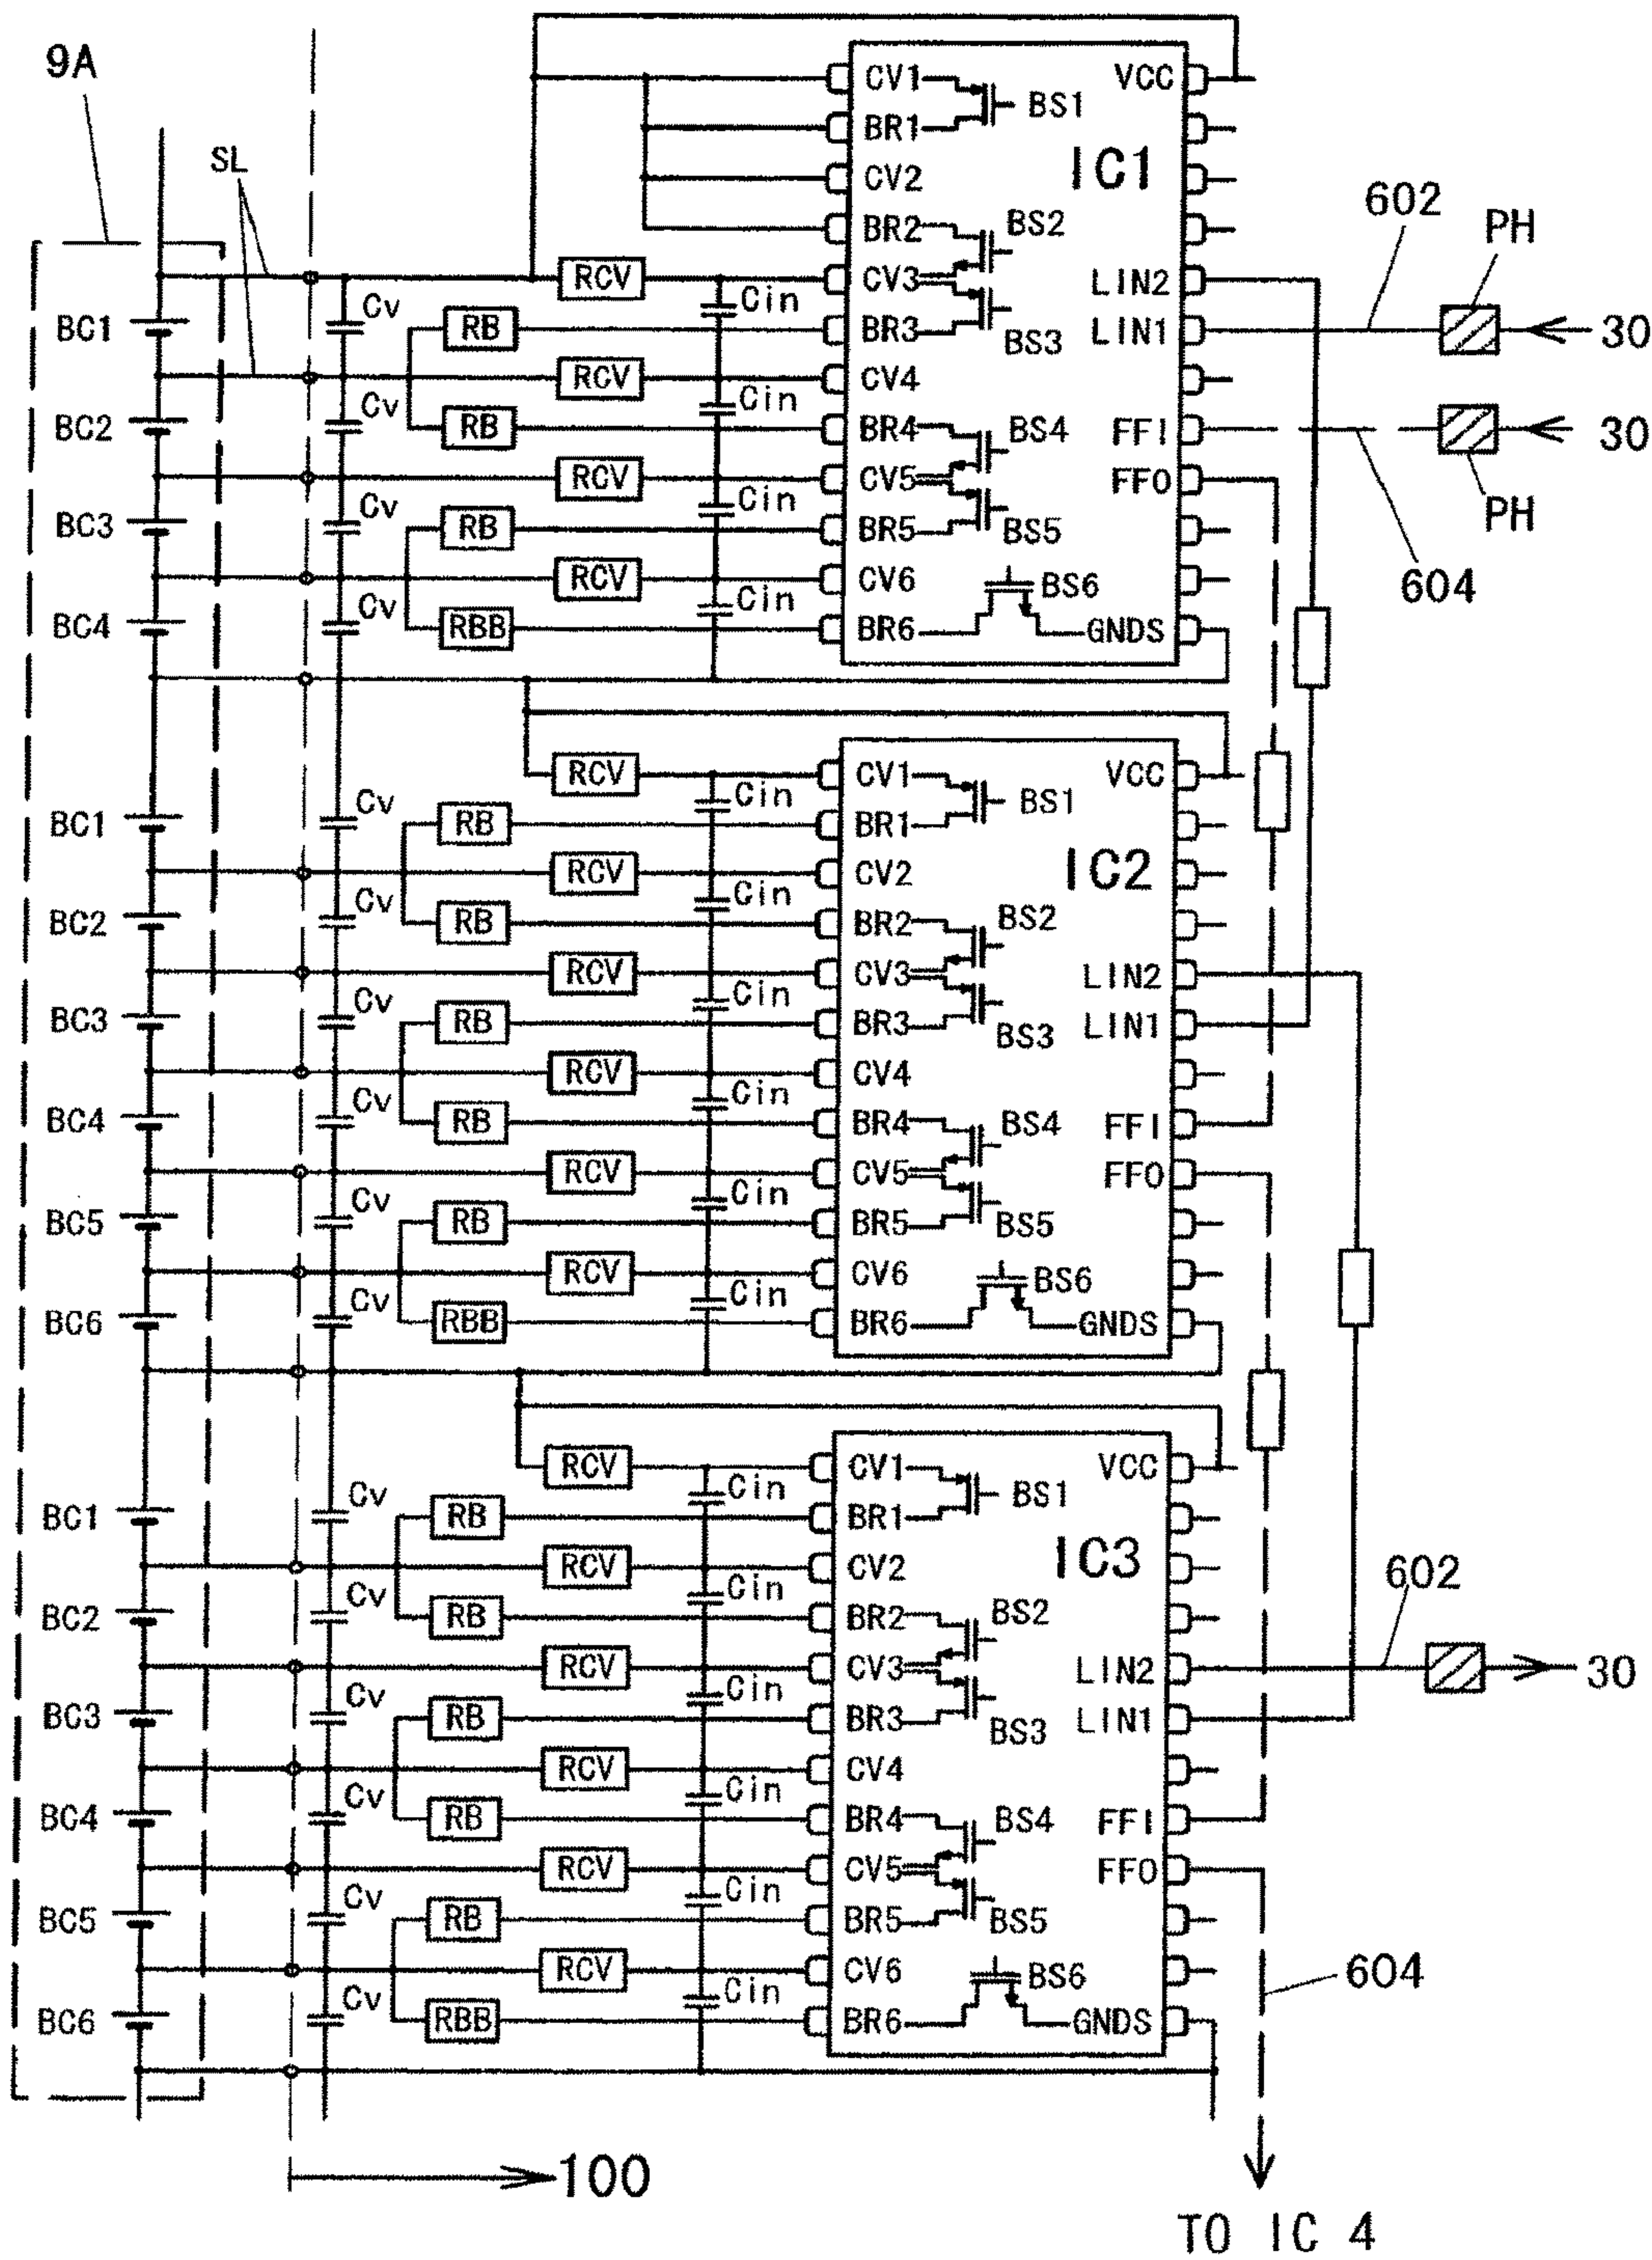 9A
SL
CV1 BS1 VCC
BR1
IC1
CV2
BR2 BS2
602 PH
RCV Cin CV3 LIN2
BC1 Cv RB BR3 BS3 LIN1 30
RCV CV4
BC2 Cv RB Cin BR4 BS4 FFI 30
RCV CV5 FFO
BC3 Cv RB Cin BR5 BS5 PH
RCV CV6 BS6 604
BC4 Cv RBB Cin BR6 GNDS
RCV Cin CV1 BS1 VCC
BC1 Cv RB BR1
RCV CV2 IC2
BC2 Cv RB Cin BR2 BS2
RCV CV3 LIN2
BC3 Cv RB Cin BR3 BS3 LIN1
RCV CV4
BC4 Cv RB Cin BR4 BS4 FFI
RCV CV5 FFO
BC5 Cv RB Cin BR5 BS5
RCV CV6 BS6
BC6 Cv RBB Cin BR6 GNDS
RCV Cin CV1 BS1 VCC
BC1 Cv RB BR1
RCV CV2 IC3
602
BC2 Cv RB Cin BR2 BS2
RCV CV3 LIN2 30
BC3 Cv RB Cin BR3 BS3 LIN1
RCV CV4
BC4 Cv RB Cin BR4 BS4 FFI
RCV CV5 FFO
BC5 Cv RB Cin BR5 BS5
RCV CV6 BS6 604
BC6 Cv RBB Cin BR6 GNDS
100
TO IC 4